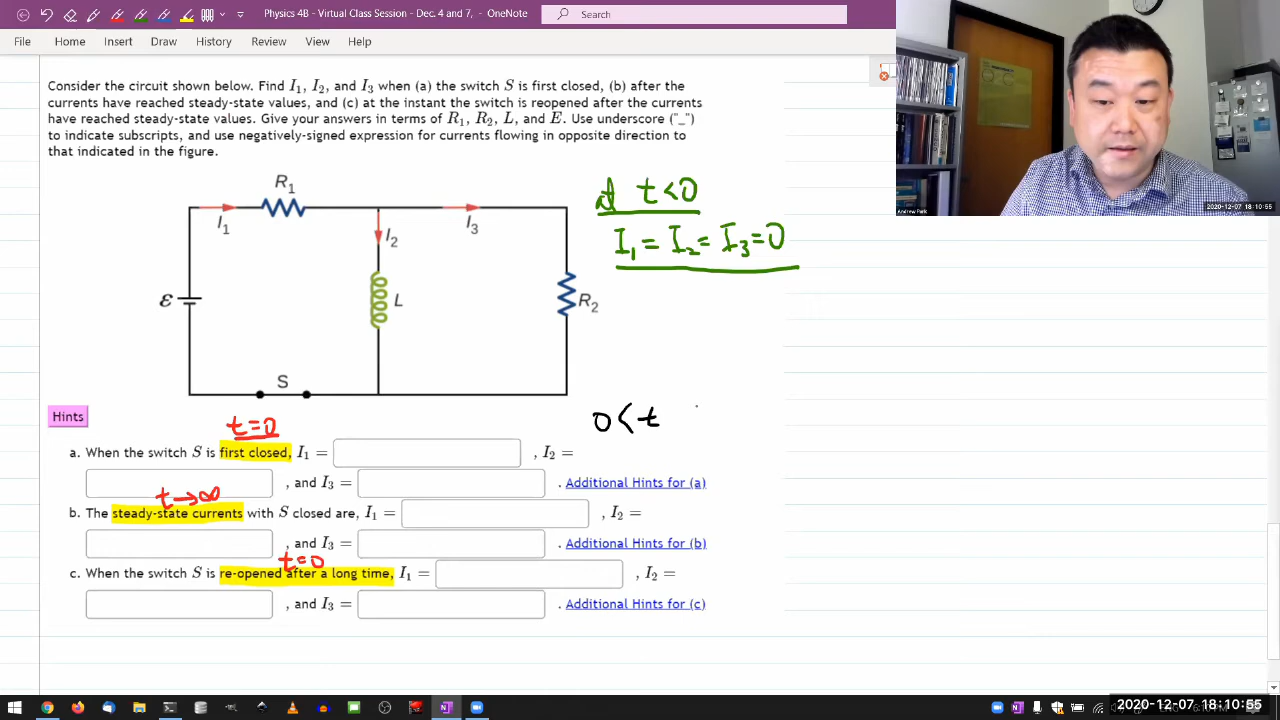 Physics 4B - Class Session - Dec. 4 and 7, - OneNote
Search
File Home Insert Draw History Review View Help
Consider the circuit shown below. Find I₁, I₂, and I₃ when (a) the switch S is first closed, (b) after the
currents have reached steady-state values, and (c) at the instant the switch is reopened after the currents
have reached steady-state values. Give your answers in terms of R₁, R₂, L, and E. Use underscore ("_")
to indicate subscripts, and use negatively-signed expression for currents flowing in opposite direction to
that indicated in the figure.
R₁
I₁
I₂
I₃
ε
L
R₂
S
at t<0
I₁ = I₂ = I₃ = 0
0 < t
Hints
t=0
a. When the switch S is first closed, I₁ = , I₂ =
, and I₃ = . Additional Hints for (a)
t→∞
b. The steady-state currents with S closed are, I₁ = , I₂ =
, and I₃ = . Additional Hints for (b)
t=0
c. When the switch S is re-opened after a long time, I₁ = , I₂ =
, and I₃ = . Additional Hints for (c)
Andrew Park
2020-12-07 18:10:55
2020-12-07 18:10:55